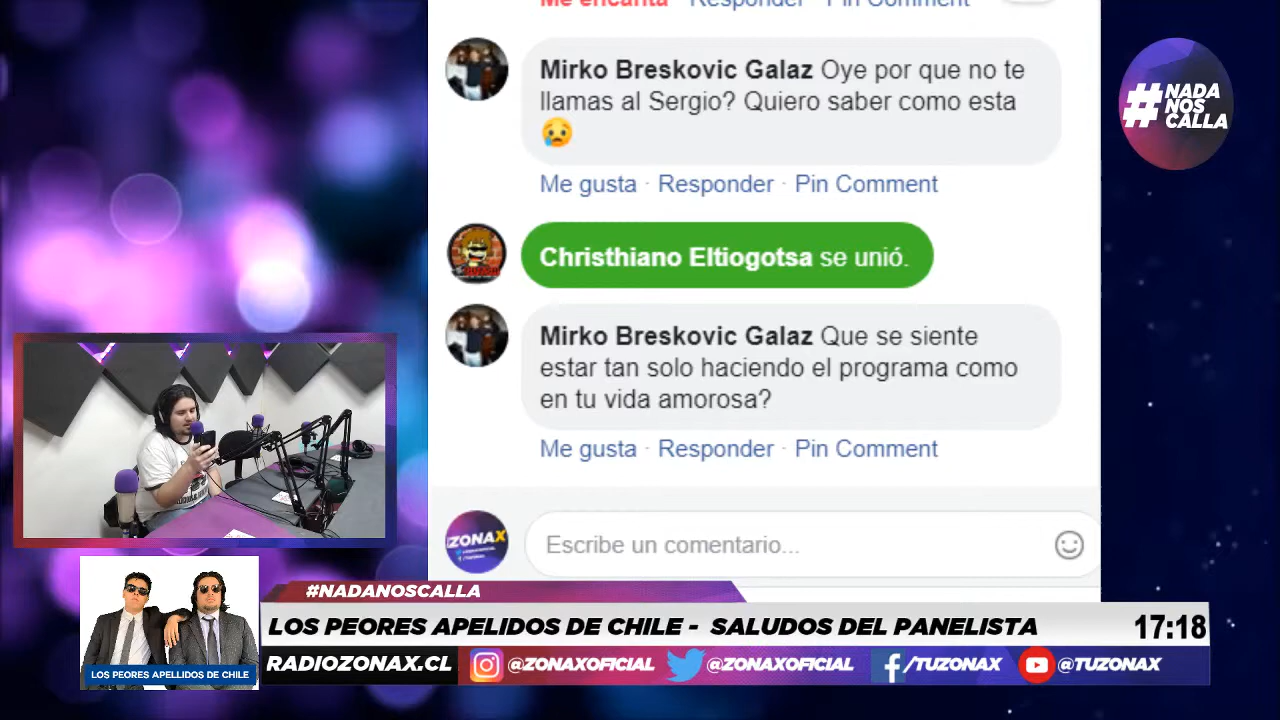 Me encanta Responder Pin Comment
Mirko Breskovic Galaz Oye por que no te
llamas al Sergio? Quiero saber como esta
😢
Me gusta · Responder · Pin Comment
Christhiano Eltiogotsa se unió.
Mirko Breskovic Galaz Que se siente
estar tan solo haciendo el programa como
en tu vida amorosa?
Me gusta · Responder · Pin Comment
ZONAX
Escribe un comentario...
#NADA
NOS
CALLA
#NADANOSCALLA
LOS PEORES APELIDOS DE CHILE - SALUDOS DEL PANELISTA
17:18
LOS PEORES APELLIDOS DE CHILE
RADIOZONAX.CL @ZONAXOFICIAL @ZONAXOFICIAL f /TUZONAX @TUZONAX